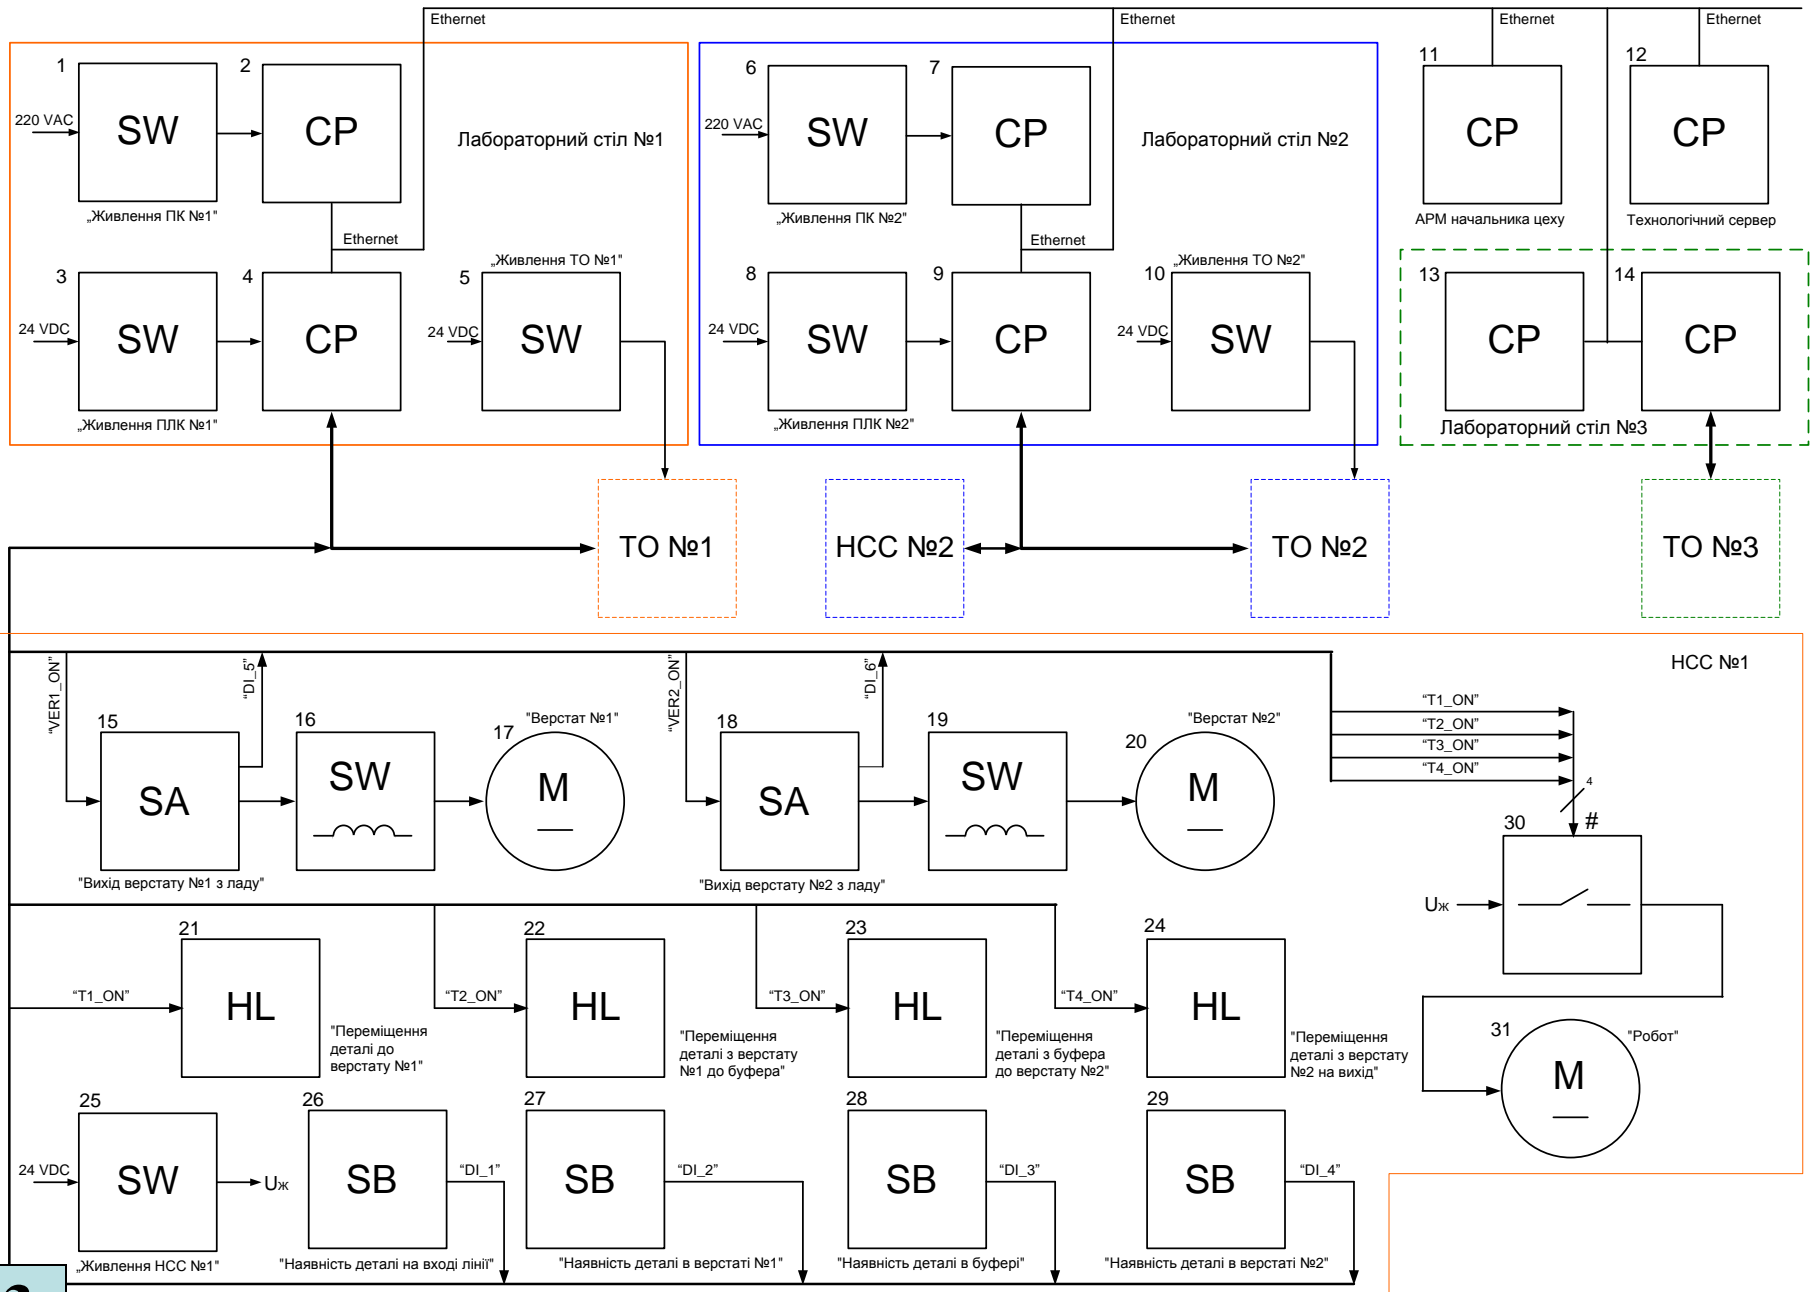 Ethernet
Ethernet
Ethernet
Ethernet
1
2
6
7
11
12
220 VAC
SW
CP
Лабораторний стіл №1
220 VAC
SW
CP
Лабораторний стіл №2
CP
CP
„Живлення ПК №1"
„Живлення ПК №2"
АРМ начальника цеху
Технологічний сервер
Ethernet
Ethernet
3
4
5
„Живлення ТО №1"
8
9
10
„Живлення ТО №2"
13
14
24 VDC
SW
CP
24 VDC
SW
24 VDC
SW
CP
24 VDC
SW
CP
CP
„Живлення ПЛК №1"
„Живлення ПЛК №2"
Лабораторний стіл №3
ТО №1
НСС №2
ТО №2
ТО №3
НСС №1
“VER1_ON”
“DI_5”
“VER2_ON”
“DI_6”
“T1_ON”
“T2_ON”
“T3_ON”
“T4_ON”
4
#
15
16
17
"Верстат №1"
18
19
20
"Верстат №2"
SA
SW
M
SA
SW
M
"Вихід верстату №1 з ладу"
"Вихід верстату №2 з ладу"
30
Uж
21
22
23
24
“T1_ON”
HL
“T2_ON”
HL
“T3_ON”
HL
“T4_ON”
HL
"Переміщення
деталі до
верстату №1"
"Переміщення
деталі з верстату
№1 до буфера"
"Переміщення
деталі з буфера
до верстату №2"
"Переміщення
деталі з верстату
№2 на вихід"
31
"Робот"
M
25
26
27
28
29
24 VDC
SW
Uж
SB
“DI_1”
SB
“DI_2”
SB
“DI_3”
SB
“DI_4”
„Живлення НСС №1"
"Наявність деталі на вході лінії"
"Наявність деталі в верстаті №1"
"Наявність деталі в буфері"
"Наявність деталі в верстаті №2"